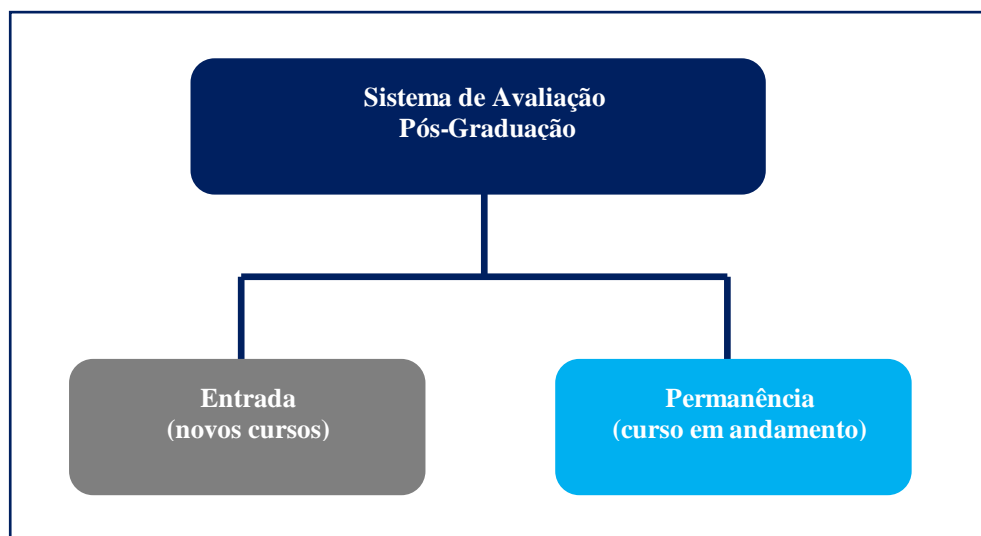 Sistema de Avaliação
Pós-Graduação
Entrada
(novos cursos)
Permanência
(curso em andamento)